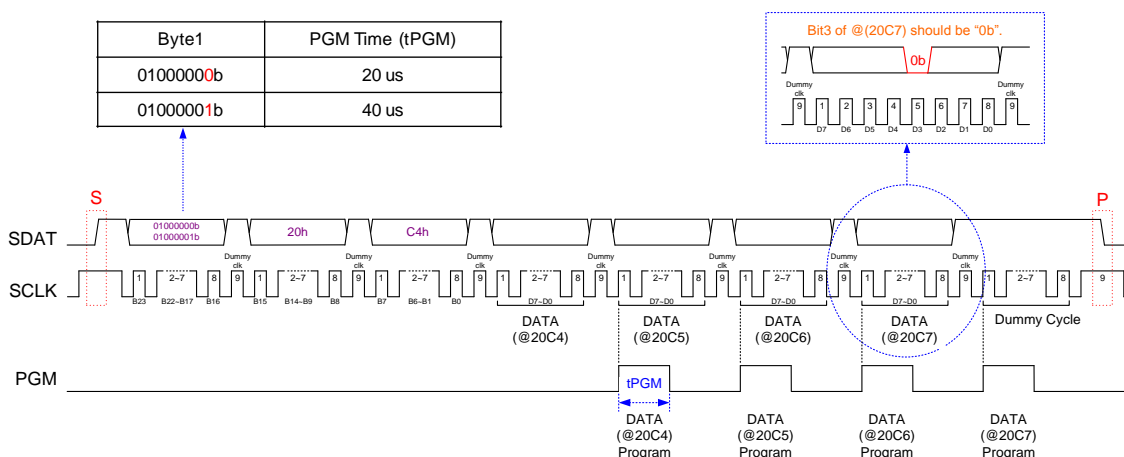 Byte1 PGM Time (tPGM)
01000000b 20 us
01000001b 40 us
Bit3 of @(20C7) should be “0b”.
0b
Dummy clk Dummy clk
9 1 2 3 4 5 6 7 8 9
D7 D6 D5 D4 D3 D2 D1 D0
S P
SDAT 01000000b 20h C4h
01000001b
Dummy clk Dummy clk Dummy clk Dummy clk Dummy clk Dummy clk Dummy clk
SCLK 1 2~7 8 9 1 2~7 8 9 1 2~7 8 9 1 2~7 8 9 1 2~7 8 9 1 2~7 8 9 1 2~7 8 9 1 2~7 8 9
B23 B22~B17 B16 B15 B14~B9 B8 B7 B6~B1 B0 D7~D0 D7~D0 D7~D0 D7~D0
DATA DATA DATA DATA Dummy Cycle
(@20C4) (@20C5) (@20C6) (@20C7)
PGM tPGM
DATA DATA DATA DATA
(@20C4) (@20C5) (@20C6) (@20C7)
Program Program Program Program